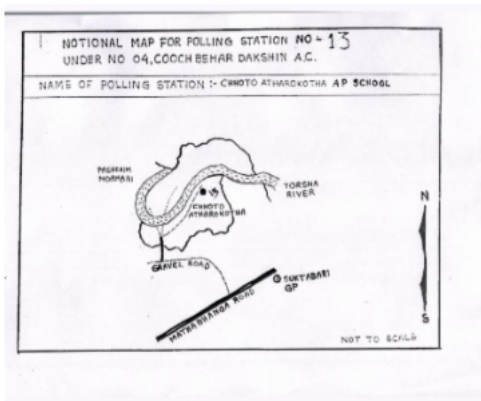 NOTIONAL MAP FOR POLLING STATION NO - 13
UNDER NO 04, COOCH BEHAR DAKSHIN A.C.
NAME OF POLLING STATION :- CHHOTO ATHAROKOTHA AP SCHOOL
PASCHIM
MORMARI
TORSHA
RIVER
CHHOTO
ATHAROKOTHA
N
GRAVEL ROAD
SUKTABARI
GP
MATHABHANGA ROAD
S
NOT TO SCALE